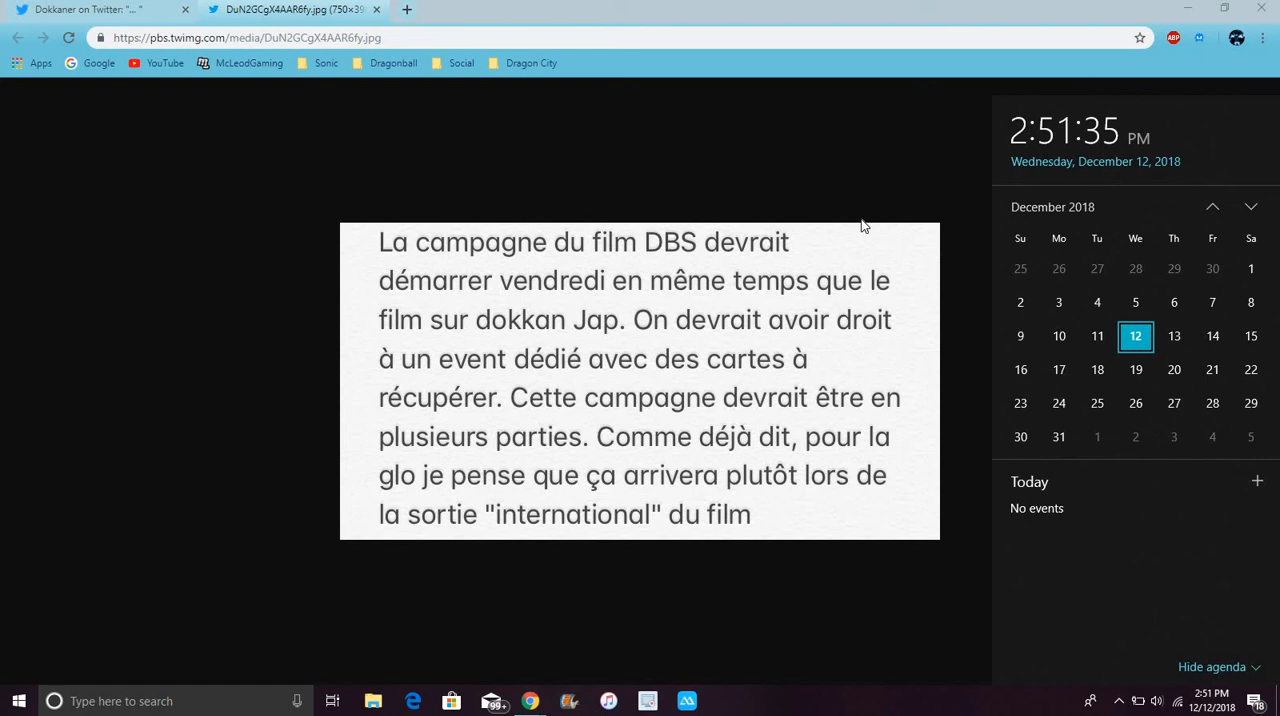 Dokkaner on Twitter: "..."
DuN2GCgX4AAR6fy.jpg (750×39
https://pbs.twimg.com/media/DuN2GCgX4AAR6fy.jpg
ABP
Apps Google YouTube McLeodGaming Sonic Dragonball Social Dragon City
La campagne du film DBS devrait
démarrer vendredi en même temps que le
film sur dokkan Jap. On devrait avoir droit
à un event dédié avec des cartes à
récupérer. Cette campagne devrait être en
plusieurs parties. Comme déjà dit, pour la
glo je pense que ça arrivera plutôt lors de
la sortie "international" du film
2:51:35 PM
Wednesday, December 12, 2018
December 2018
Su Mo Tu We Th Fr Sa
25 26 27 28 29 30 1
2 3 4 5 6 7 8
9 10 11 12 13 14 15
16 17 18 19 20 21 22
23 24 25 26 27 28 29
30 31 1 2 3 4 5
Today
No events
Hide agenda
Type here to search
99+
2:51 PM
12/12/2018
18